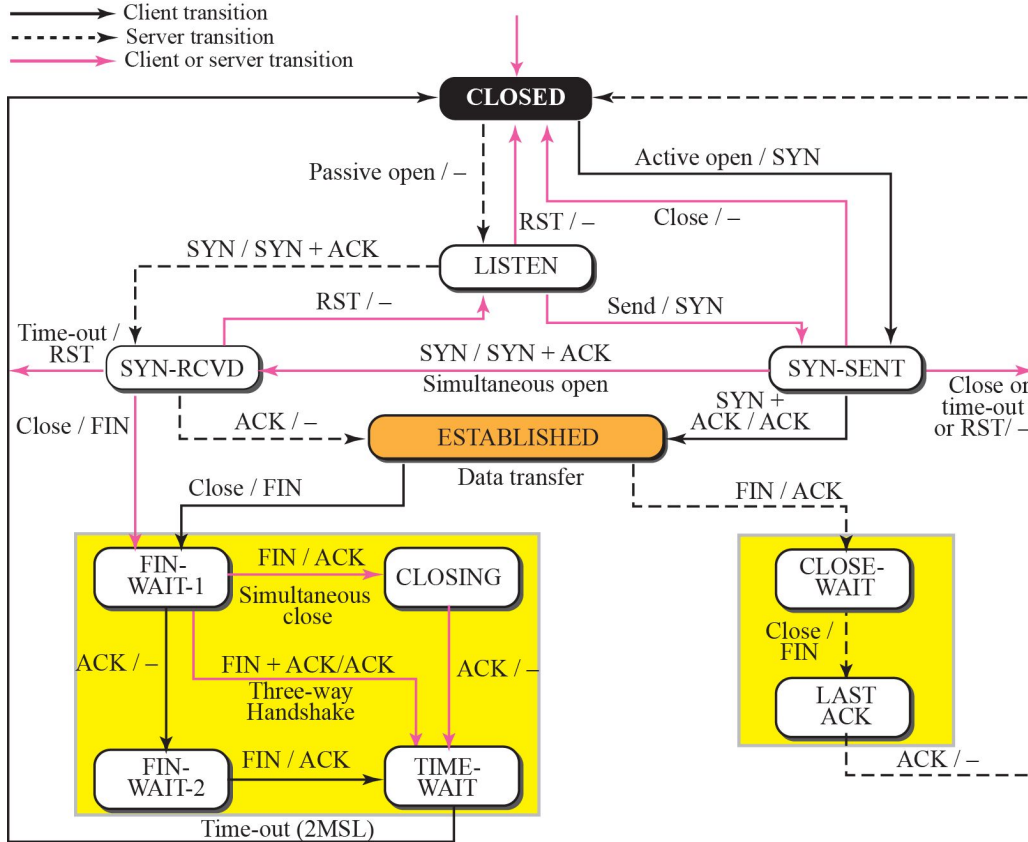 Client transition
Server transition
Client or server transition
CLOSED
Passive open / –
Active open / SYN
RST / –
Close / –
SYN / SYN + ACK
LISTEN
RST / –
Send / SYN
Time-out /
RST
SYN-RCVD
SYN / SYN + ACK
Simultaneous open
SYN-SENT
Close or
time-out
or RST/ –
Close / FIN
ACK / –
ESTABLISHED
SYN +
ACK / ACK
Data transfer
Close / FIN
FIN / ACK
FIN-
WAIT-1
FIN / ACK
Simultaneous
close
CLOSING
CLOSE-
WAIT
Close /
FIN
ACK / –
FIN + ACK/ACK
Three-way
Handshake
ACK / –
LAST
ACK
FIN-
WAIT-2
FIN / ACK
TIME-
WAIT
ACK / –
Time-out (2MSL)